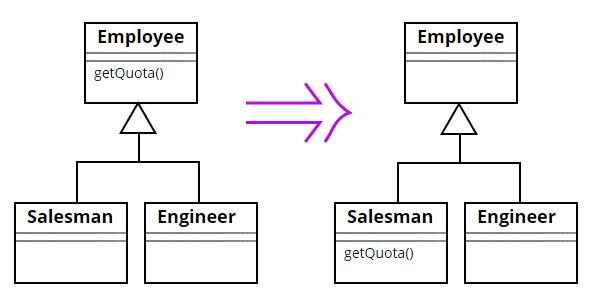 Employee
getQuota()
Salesman
Engineer
Employee
Salesman
getQuota()
Engineer